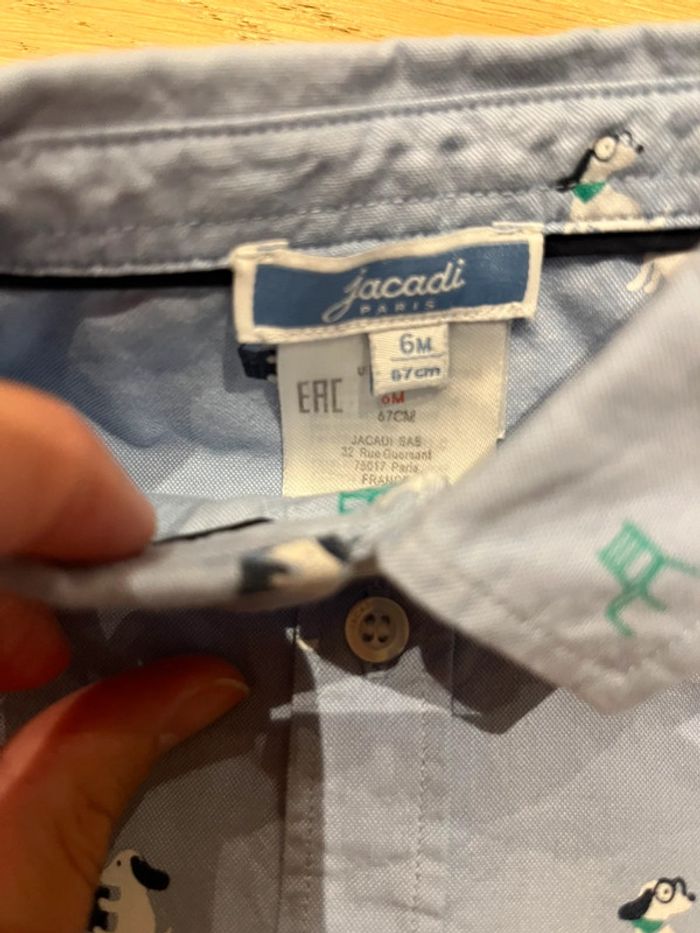 jacadi
PARIS
6M
67cm
EAC
6M
67CM
JACADI SAS
32 Rue Guersant
75017 Paris
FRANCE